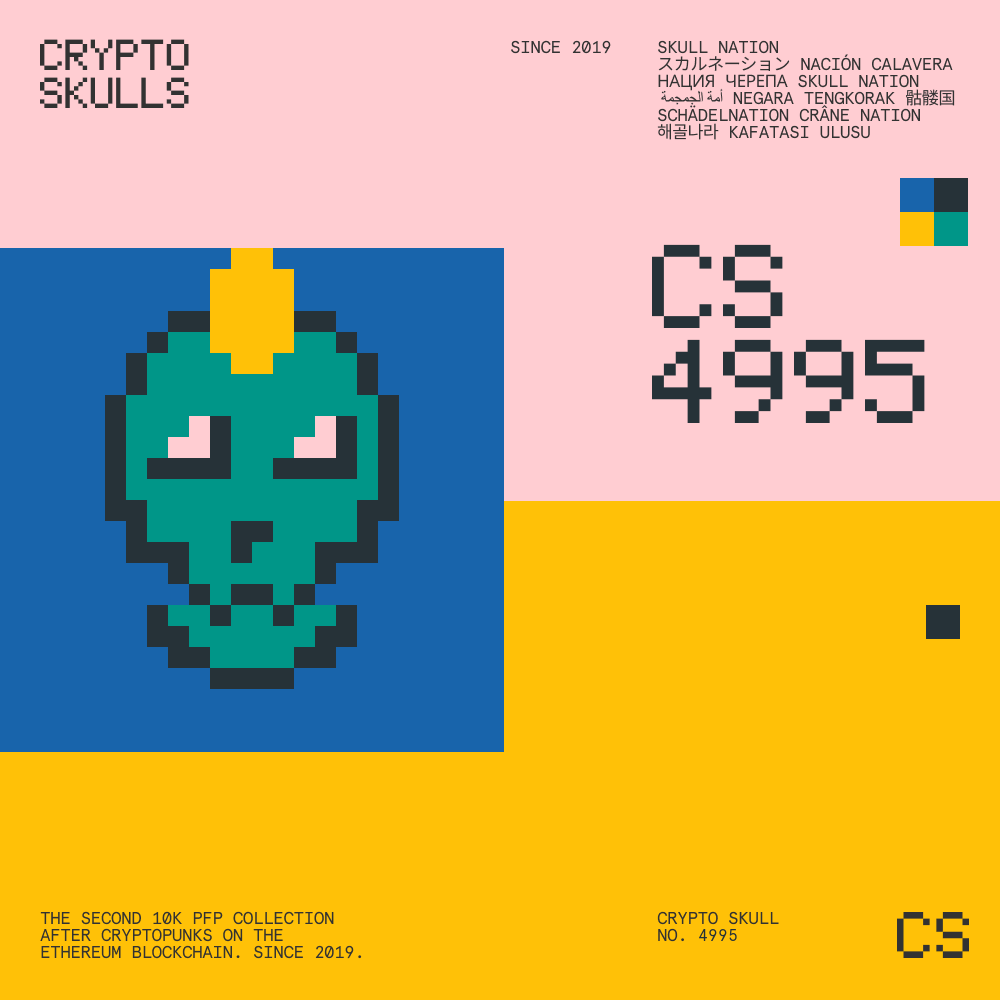 CRYPTO
SKULLS
SINCE 2019
SKULL NATION
スカルネーション NACIÓN CALAVERA
НАЦИЯ ЧЕРЕПА SKULL NATION
أمة الجمجمة NEGARA TENGKORAK 骷髅国
SCHÄDELNATION CRÂNE NATION
해골나라 KAFATASI ULUSU
CS
4995
THE SECOND 10K PFP COLLECTION
AFTER CRYPTOPUNKS ON THE
ETHEREUM BLOCKCHAIN. SINCE 2019.
CRYPTO SKULL
NO. 4995
CS